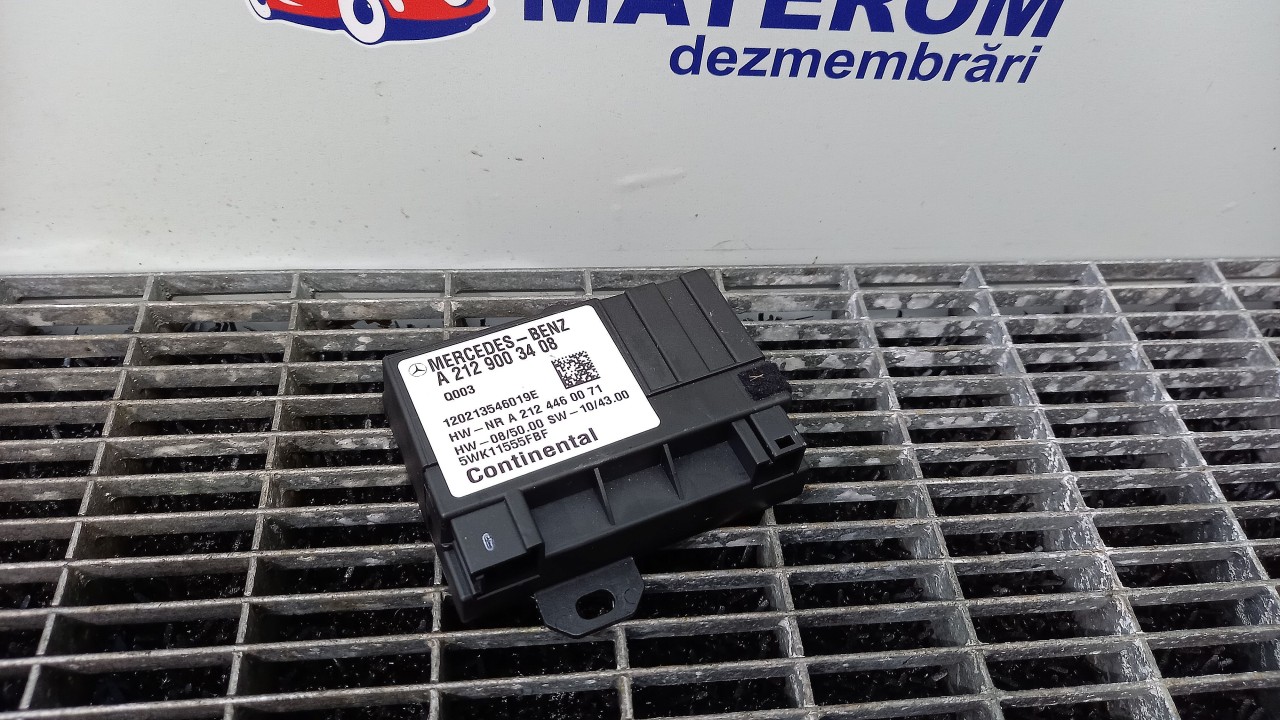 MATEROM
dezmembrări
MERCEDES-BENZ
A 212 900 34 08
Q003
120213546019E
HW-NR A 212 446 00 71
HW-08/50.00 SW-10/43.00
5WK11555FBF
Continental